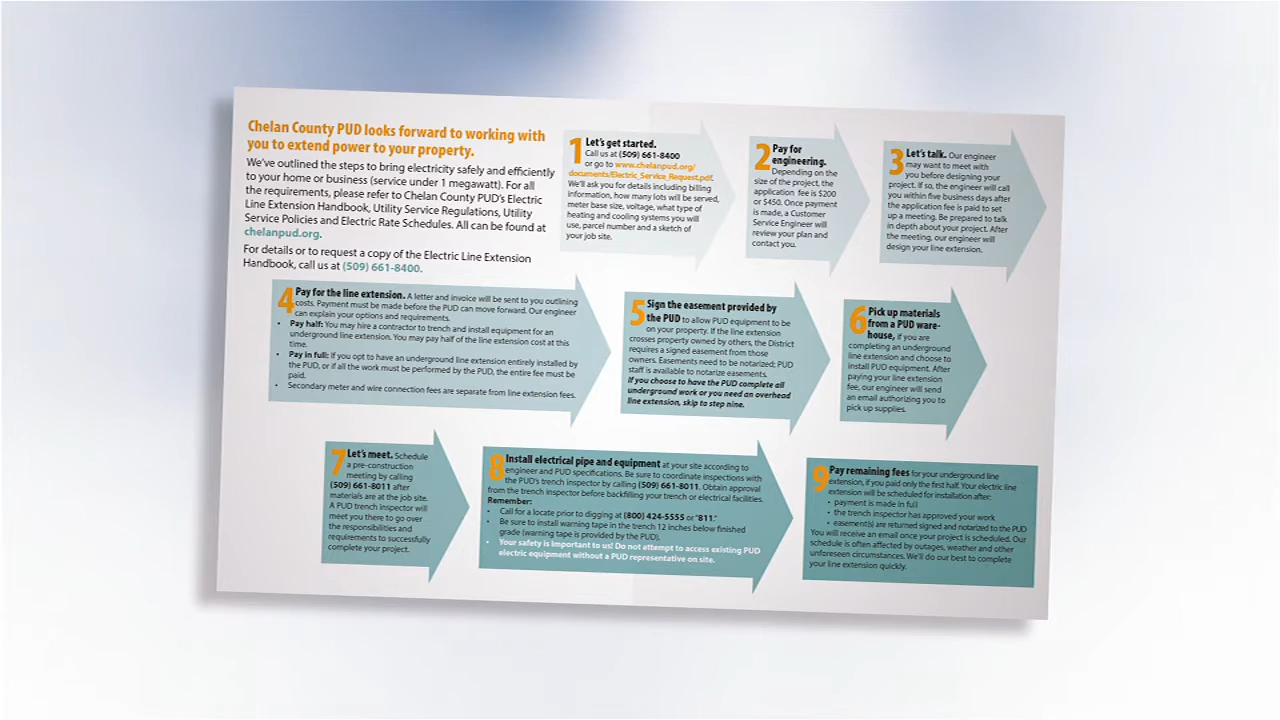 Chelan County PUD looks forward to working with
you to extend power to your property.
We've outlined the steps to bring electricity safely and efficiently
to your home or business (service under 1 megawatt). For all
the requirements, please refer to Chelan County PUD's Electric
Line Extension Handbook, Utility Service Regulations, Utility
Service Policies and Electric Rate Schedules. All can be found at
chelanpud.org.
For details or to request a copy of the Electric Line Extension
Handbook, call us at (509) 661-8400.
1 Let's get started.
Call us at (509) 661-8400
or go to www.chelanpud.org/
documents/Electric_Service_Request.pdf.
We'll ask you for details including billing
information, how many lots will be served,
meter base size, voltage, what type of
heating and cooling systems you will
use, parcel number and a sketch of
your job site.
2 Pay for
engineering.
Depending on the
size of the project, the
application fee is $200
or $450. Once payment
is made, a Customer
Service Engineer will
review your plan and
contact you.
3 Let's talk. Our engineer
may want to meet with
you before designing your
project. If so, the engineer will call
you within five business days after
the application fee is paid to set
up a meeting. Be prepared to talk
in depth about your project. After
the meeting, our engineer will
design your line extension.
4 Pay for the line extension. A letter and invoice will be sent to you outlining
costs. Payment must be made before the PUD can move forward. Our engineer
can explain your options and requirements.
• Pay half: You may hire a contractor to trench and install equipment for an
underground line extension. You may pay half of the line extension cost at this
time.
• Pay in full: If you opt to have an underground line extension entirely installed by
the PUD, or if all the work must be performed by the PUD, the entire fee must be
paid.
• Secondary meter and wire connection fees are separate from line extension fees.
5 Sign the easement provided by
the PUD to allow PUD equipment to be
on your property. If the line extension
crosses property owned by others, the District
requires a signed easement from those
owners. Easements need to be notarized; PUD
staff is available to notarize easements.
If you choose to have the PUD complete all
underground work or you need an overhead
line extension, skip to step nine.
6 Pick up materials
from a PUD ware-
house, if you are
completing an underground
line extension and choose to
install PUD equipment. After
paying your line extension
fee, our engineer will send
an email authorizing you to
pick up supplies.
7 Let's meet. Schedule
a pre-construction
meeting by calling
(509) 661-8011 after
materials are at the job site.
A PUD trench inspector will
meet you there to go over
the responsibilities and
requirements to successfully
complete your project.
8 Install electrical pipe and equipment at your site according to
engineer and PUD specifications. Be sure to coordinate inspections with
the PUD's trench inspector by calling (509) 661-8011. Obtain approval
from the trench inspector before backfilling your trench or electrical facilities.
Remember:
• Call for a locate prior to digging at (800) 424-5555 or "811."
• Be sure to install warning tape in the trench 12 inches below finished
grade (warning tape is provided by the PUD).
• Your safety is important to us! Do not attempt to access existing PUD
electric equipment without a PUD representative on site.
9 Pay remaining fees for your underground line
extension, if you paid only the first half. Your electric line
extension will be scheduled for installation after:
• payment is made in full
• the trench inspector has approved your work
• easement(s) are returned signed and notarized to the PUD
You will receive an email once your project is scheduled. Our
schedule is often affected by outages, weather and other
unforeseen circumstances. We'll do our best to complete
your line extension quickly.